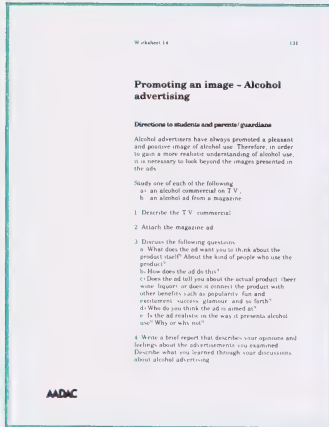 Worksheet 14 131
Promoting an image – Alcohol
advertising
Directions to students and parents/guardians
Alcohol advertisers have always promoted a pleasant
and positive image of alcohol use. Therefore, in order
to gain a more realistic understanding of alcohol use,
it is necessary to look beyond the images presented in
the ads.
Study one of each of the following
a· an alcohol commercial on T V ,
b an alcohol ad from a magazine
1 Describe the T V commercial
2 Attach the magazine ad
3 Discuss the following questions
a What does the ad want you to think about the
product itself? About the kind of people who use the
product?
b· How does the ad do this?
c· Does the ad tell you about the actual product (beer
wine liquor) or does it connect the product with
other benefits such as popularity fun and
excitement success glamour and so forth?
d· Who do you think the ad is aimed at?
e Is the ad realistic in the way it presents alcohol
use? Why or why not?
4 Write a brief report that describes your opinions and
feelings about the advertisements you examined
Describe what you learned through your discussions
about alcohol advertising
AADAC